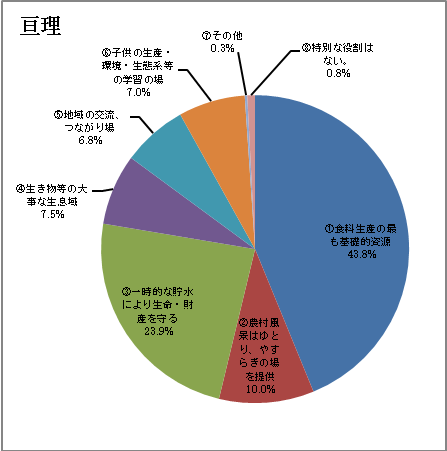 亘理
①食料生産の最
も基礎的資源
43.8%
②農村風
景はゆと
り、やす
らぎの場
を提供
10.0%
③一時的な貯水
により生命・財
産を守る
23.9%
④生き物等の大
事な生息域
7.5%
⑤地域の交流、
つながり場
6.8%
⑥子供の生産・
環境・生態系等
の学習の場
7.0%
⑦その他
0.3%
⑧特別な役割は
ない。
0.8%